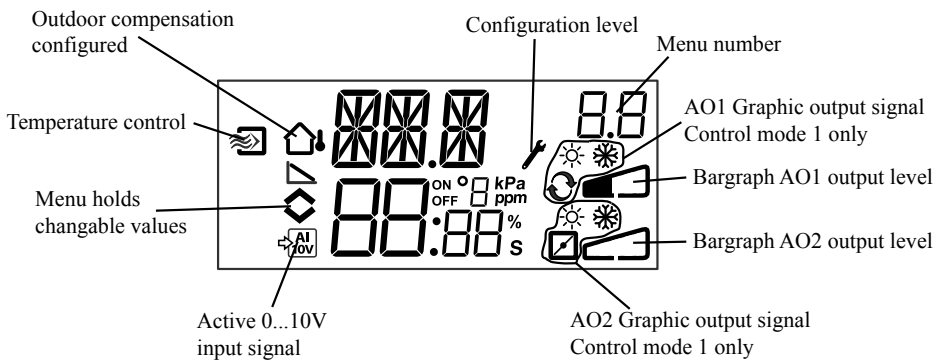 Outdoor compensation
configured
Configuration level
Menu number
Temperature control
AO1 Graphic output signal
Control mode 1 only
Menu holds
changable values
Bargraph AO1 output level
ON
OFF
kPa
ppm
%
S
AI
10V
Bargraph AO2 output level
Active 0...10V
input signal
AO2 Graphic output signal
Control mode 1 only